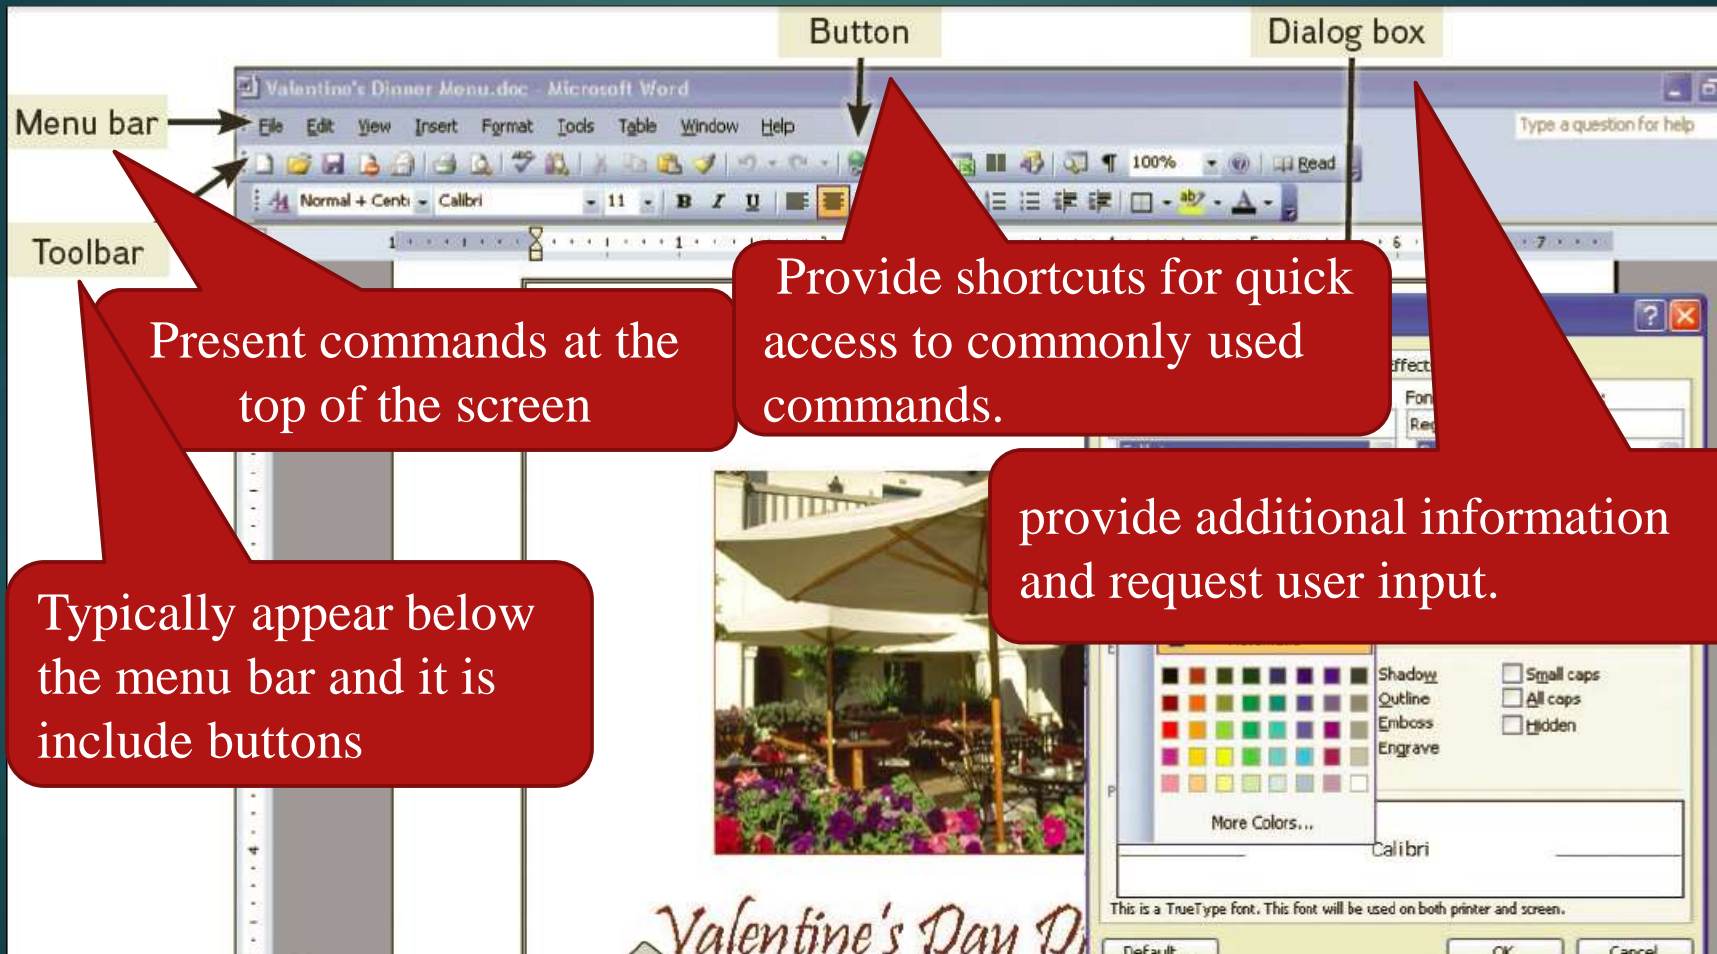 Button
Dialog box
Valentine's Dinner Menu.doc - Microsoft Word
Menu bar
File Edit View Insert Format Tools Table Window Help
Type a question for help
100%
Read
Normal + Cent
Calibri
11
B I U
Toolbar
1 1 6 7
Provide shortcuts for quick
access to commonly used
commands.
Present commands at the
top of the screen
provide additional information
and request user input.
Typically appear below
the menu bar and it is
include buttons
Shadow
Small caps
Outline
All caps
Emboss
Hidden
Engrave
More Colors...
Calibri
This is a TrueType font. This font will be used on both printer and screen.
Valentine's Day D
Default...
OK
Cancel
4